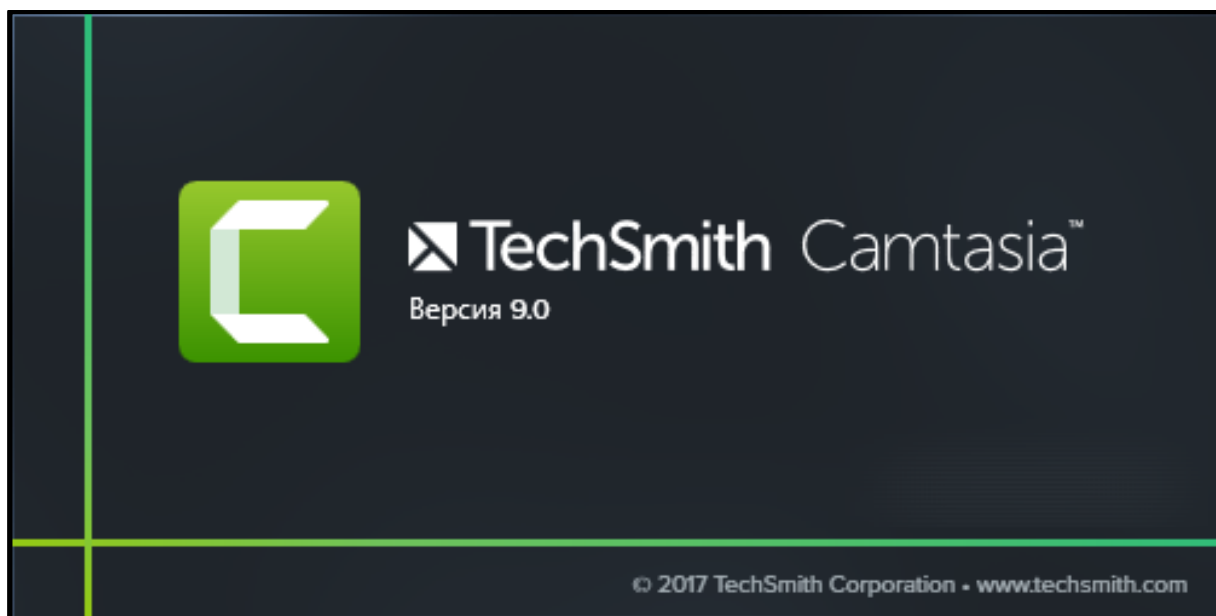 TechSmith Camtasia™
Версия 9.0
© 2017 TechSmith Corporation • www.techsmith.com